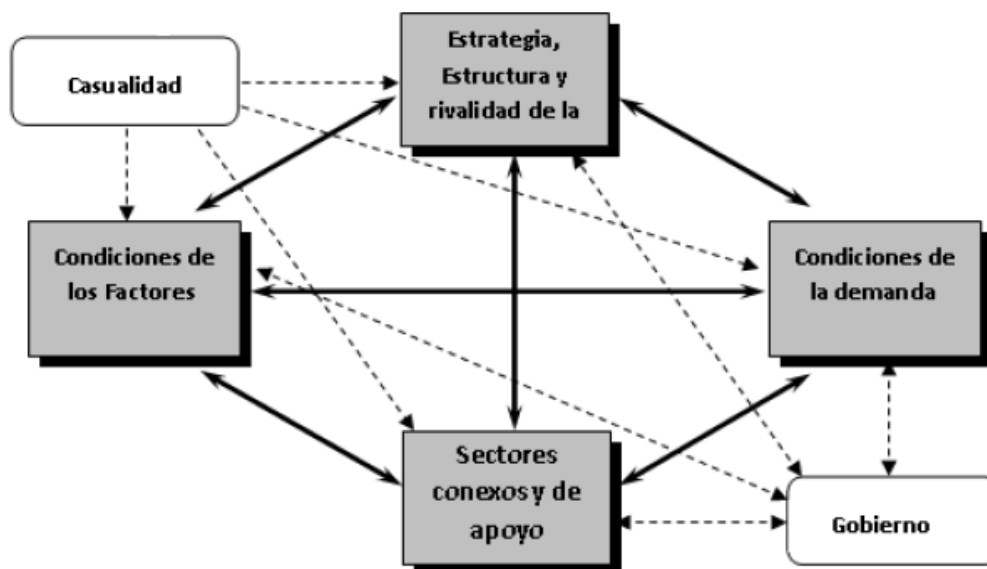 Estrategia,
Estructura y
rivalidad de la
Casualidad
Condiciones de
los Factores
Condiciones de
la demanda
Sectores
conexos y de
apoyo
Gobierno